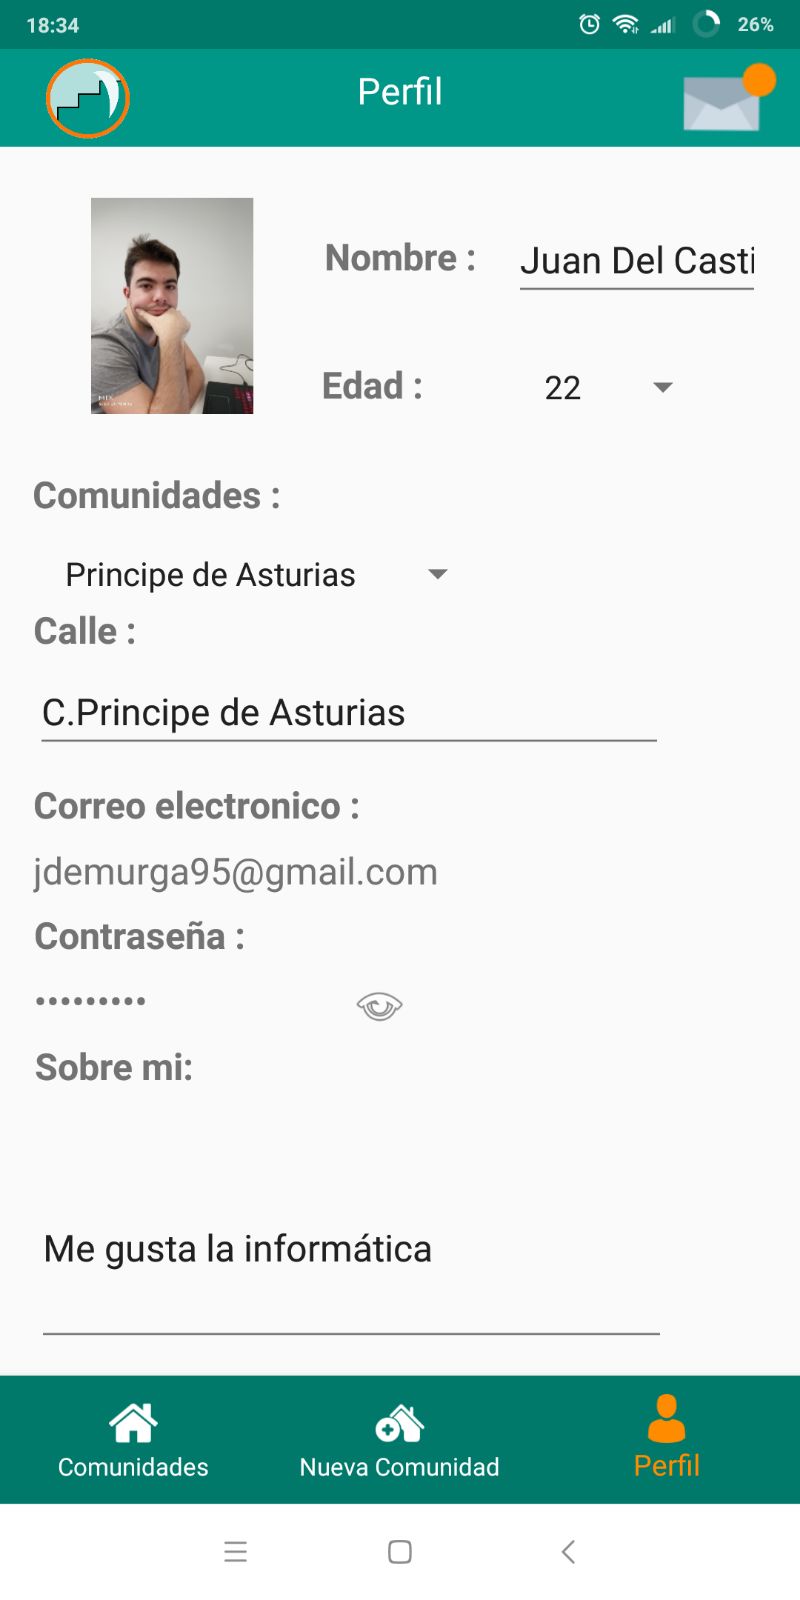 18:34
26%
Perfil
Nombre :
Juan Del Casti
Edad :
22
Comunidades :
Principe de Asturias
Calle :
C.Principe de Asturias
Correo electronico :
jdemurga95@gmail.com
Contraseña :
•••••••••
Sobre mi:
Me gusta la informática
Comunidades
Nueva Comunidad
Perfil